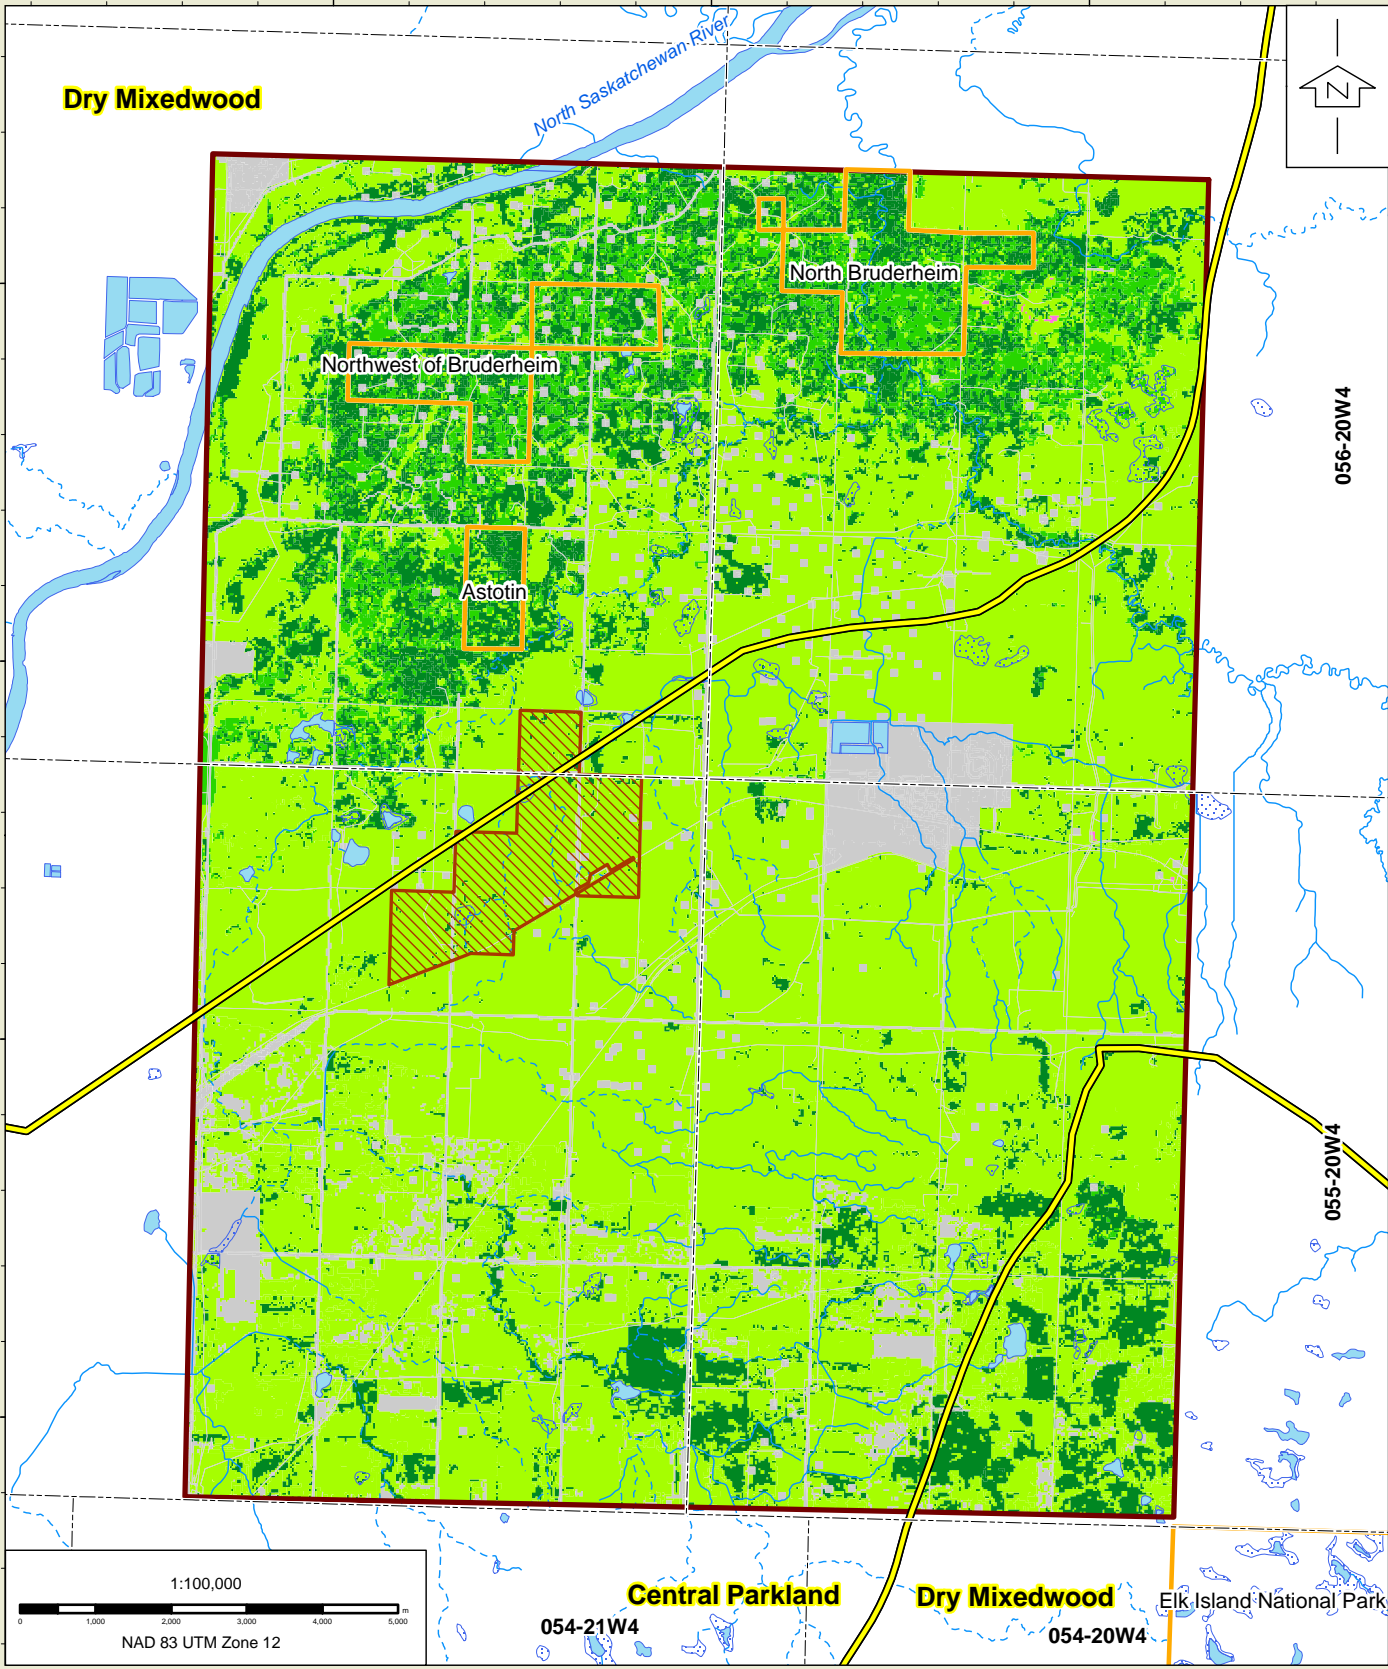 North Saskatchewan River
N
Dry Mixedwood
North Bruderheim
Northwest of Bruderheim
056-20W4
Astotin
055-20W4
1:100,000
m
0 1,000 2,000 3,000 4,000 5,000
NAD 83 UTM Zone 12
Central Parkland
Dry Mixedwood
Elk Island National Park
054-21W4
054-20W4